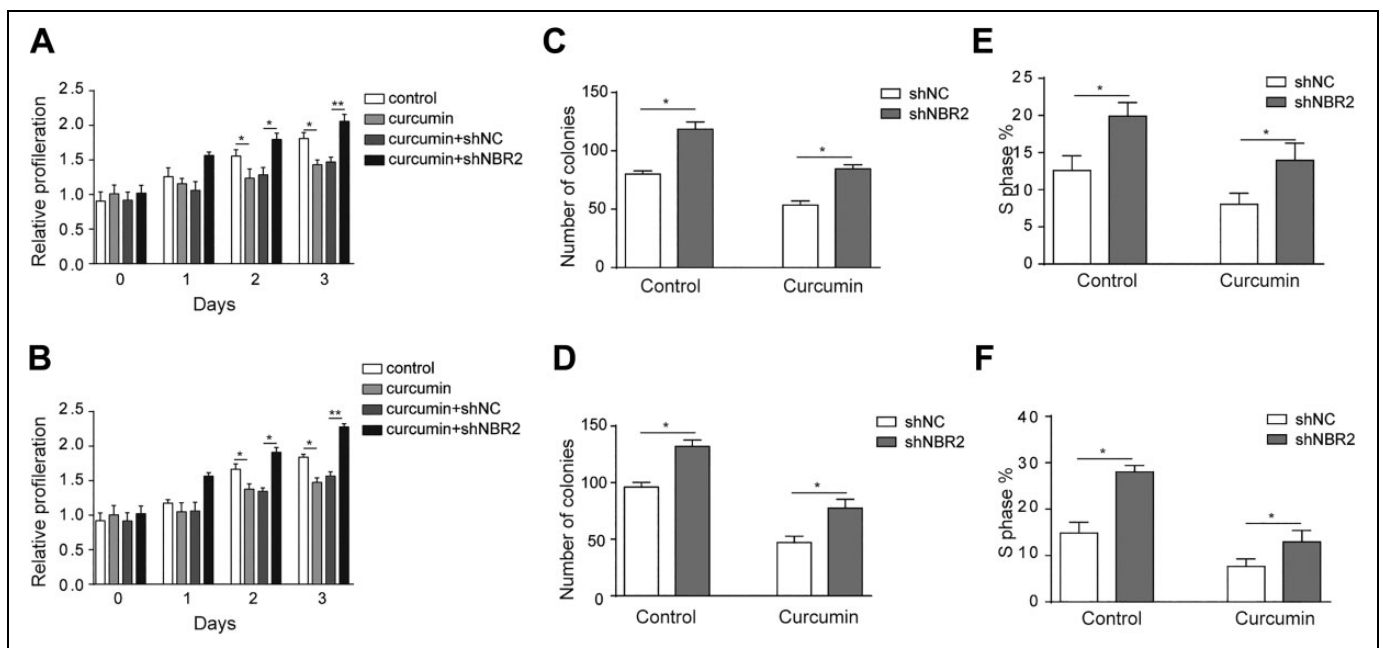 A
Relative profileration
2.5
2.0
1.5
1.0
0.5
0.0
0 1 2 3
Days
control
curcumin
curcumin+shNC
curcumin+shNBR2
* * * **
C
Number of colonies
150
100
50
0
Control Curcumin
shNC
shNBR2
* *
E
S phase %
25
20
15
10
5
0
Control Curcumin
shNC
shNBR2
* *
B
Relative profileration
2.5
2.0
1.5
1.0
0.5
0.0
0 1 2 3
Days
control
curcumin
curcumin+shNC
curcumin+shNBR2
* * * **
D
Number of colonies
150
100
50
0
Control Curcumin
shNC
shNBR2
* *
F
S phase %
40
30
20
10
0
Control Curcumin
shNC
shNBR2
* *